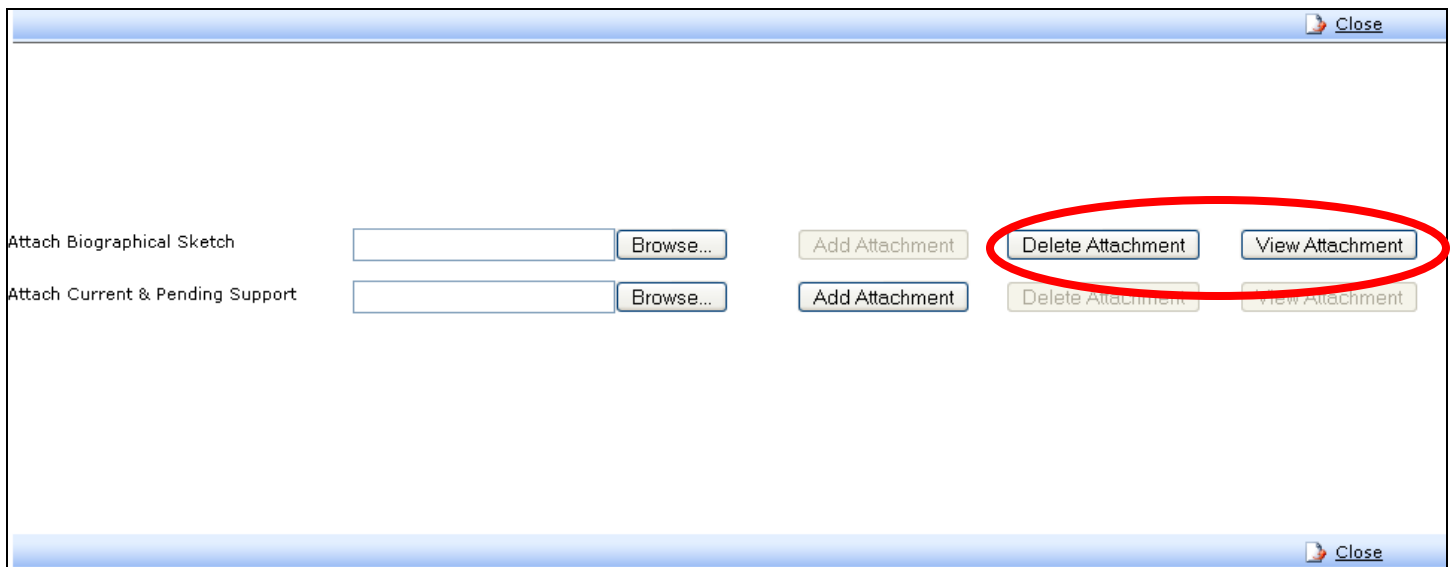 Close
Attach Biographical Sketch Browse... Add Attachment Delete Attachment View Attachment
Attach Current & Pending Support Browse... Add Attachment Delete Attachment View Attachment
Close